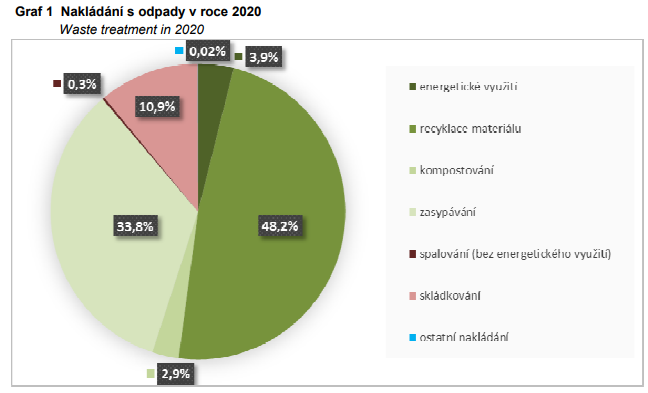 Graf 1 Nakládání s odpady v roce 2020
Waste treatment in 2020
0,02%
3,9%
0,3%
10,9%
33,8%
48,2%
2,9%
energetické využití
recyklace materiálu
kompostování
zasypávání
spalování (bez energetického využití)
skládkování
ostatní nakládání